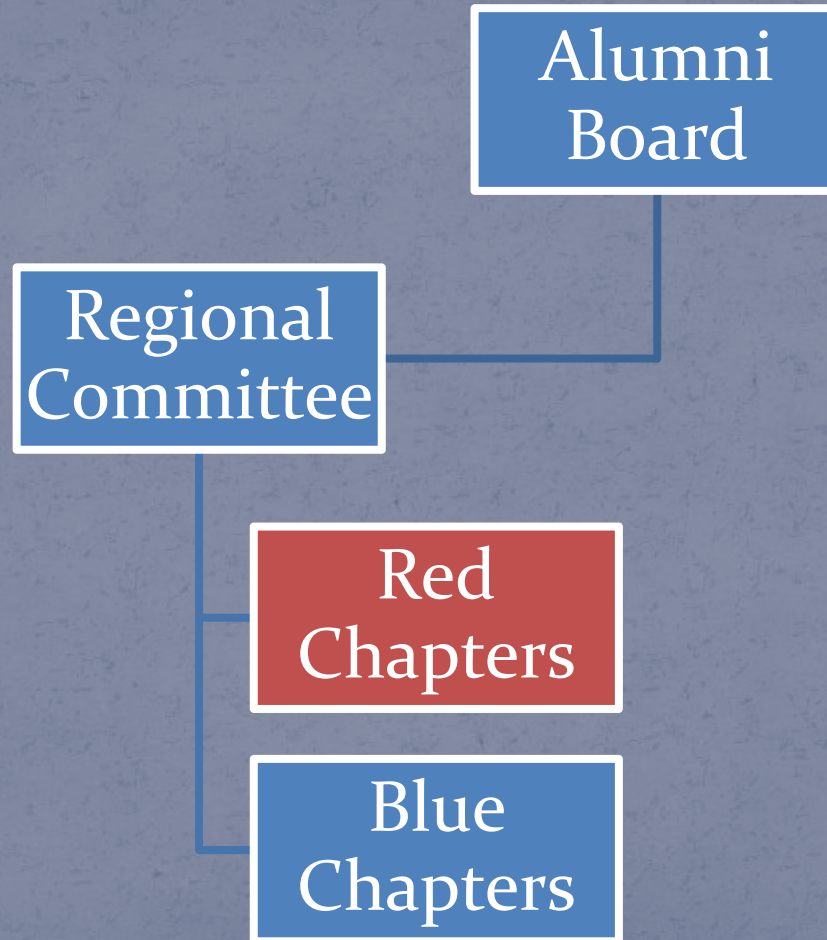 Alumni
Board
Regional
Committee
Red
Chapters
Blue
Chapters